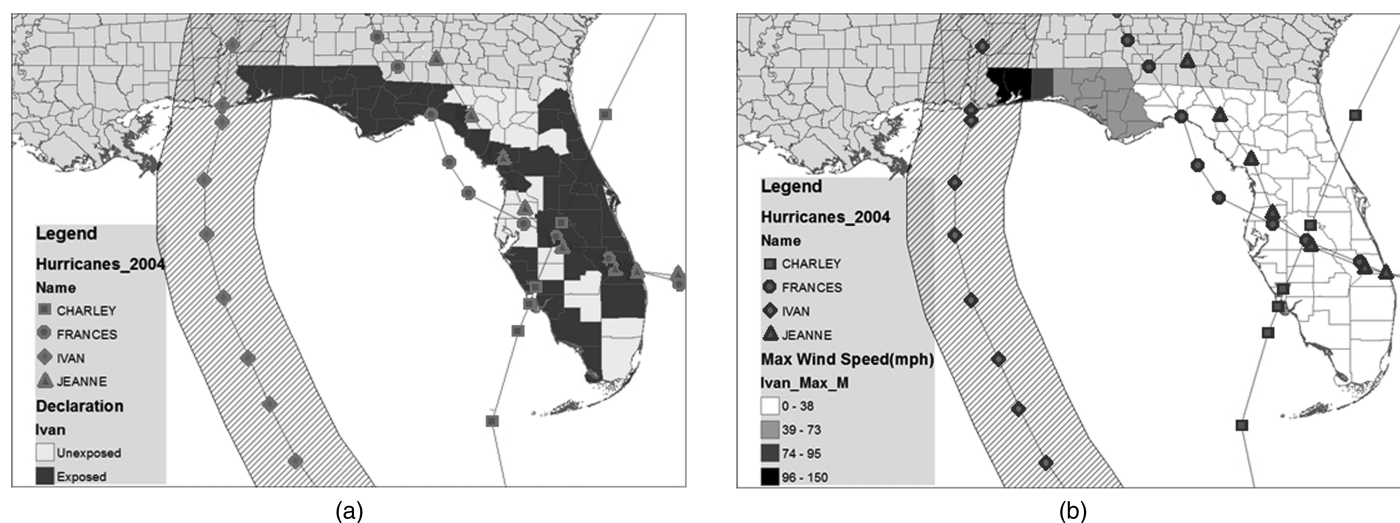 Legend
Hurricanes_2004
Name
CHARLEY
FRANCES
IVAN
JEANNE
Declaration
Ivan
Unexposed
Exposed
(a)
Legend
Hurricanes_2004
Name
CHARLEY
FRANCES
IVAN
JEANNE
Max Wind Speed(mph)
Ivan_Max_M
0 - 38
39 - 73
74 - 95
96 - 150
(b)